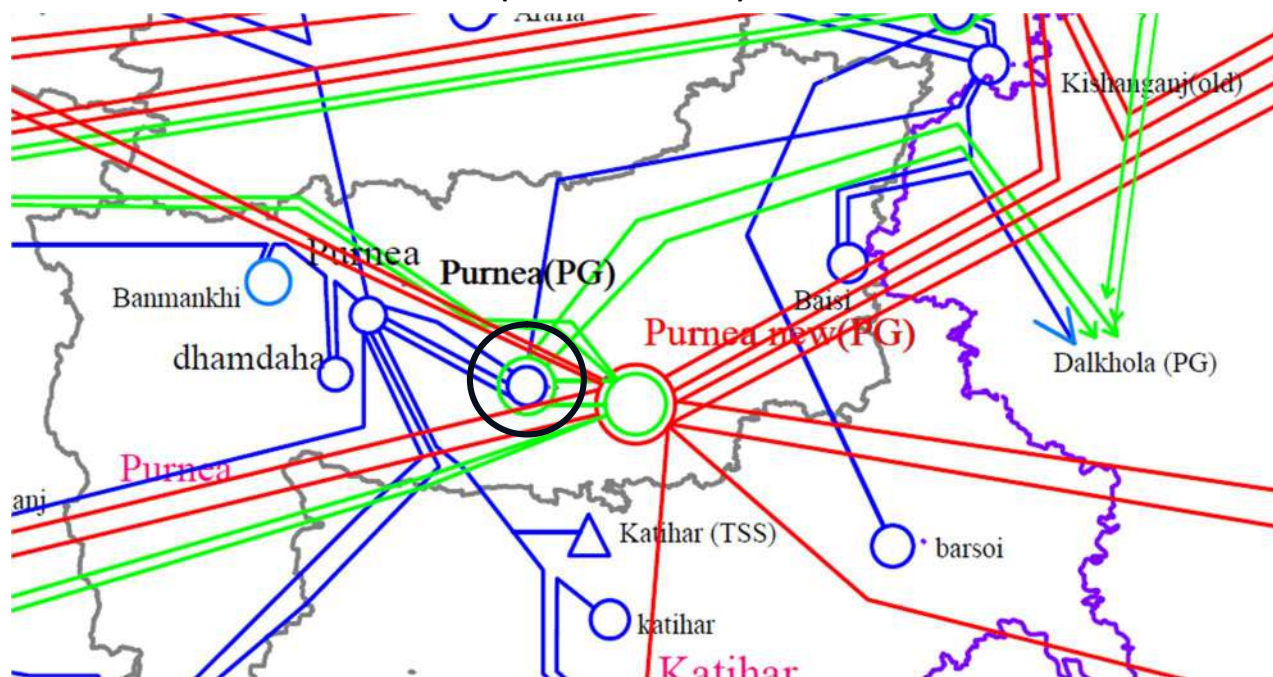 Araria
Kishanganj(old)
Purnea
Purnea(PG)
Banmankhi
Baisi
Purnea new(PG)
dhamdaha
Dalkhola (PG)
Purnea
anj
Katihar (TSS)
barsoi
katihar
Katihar